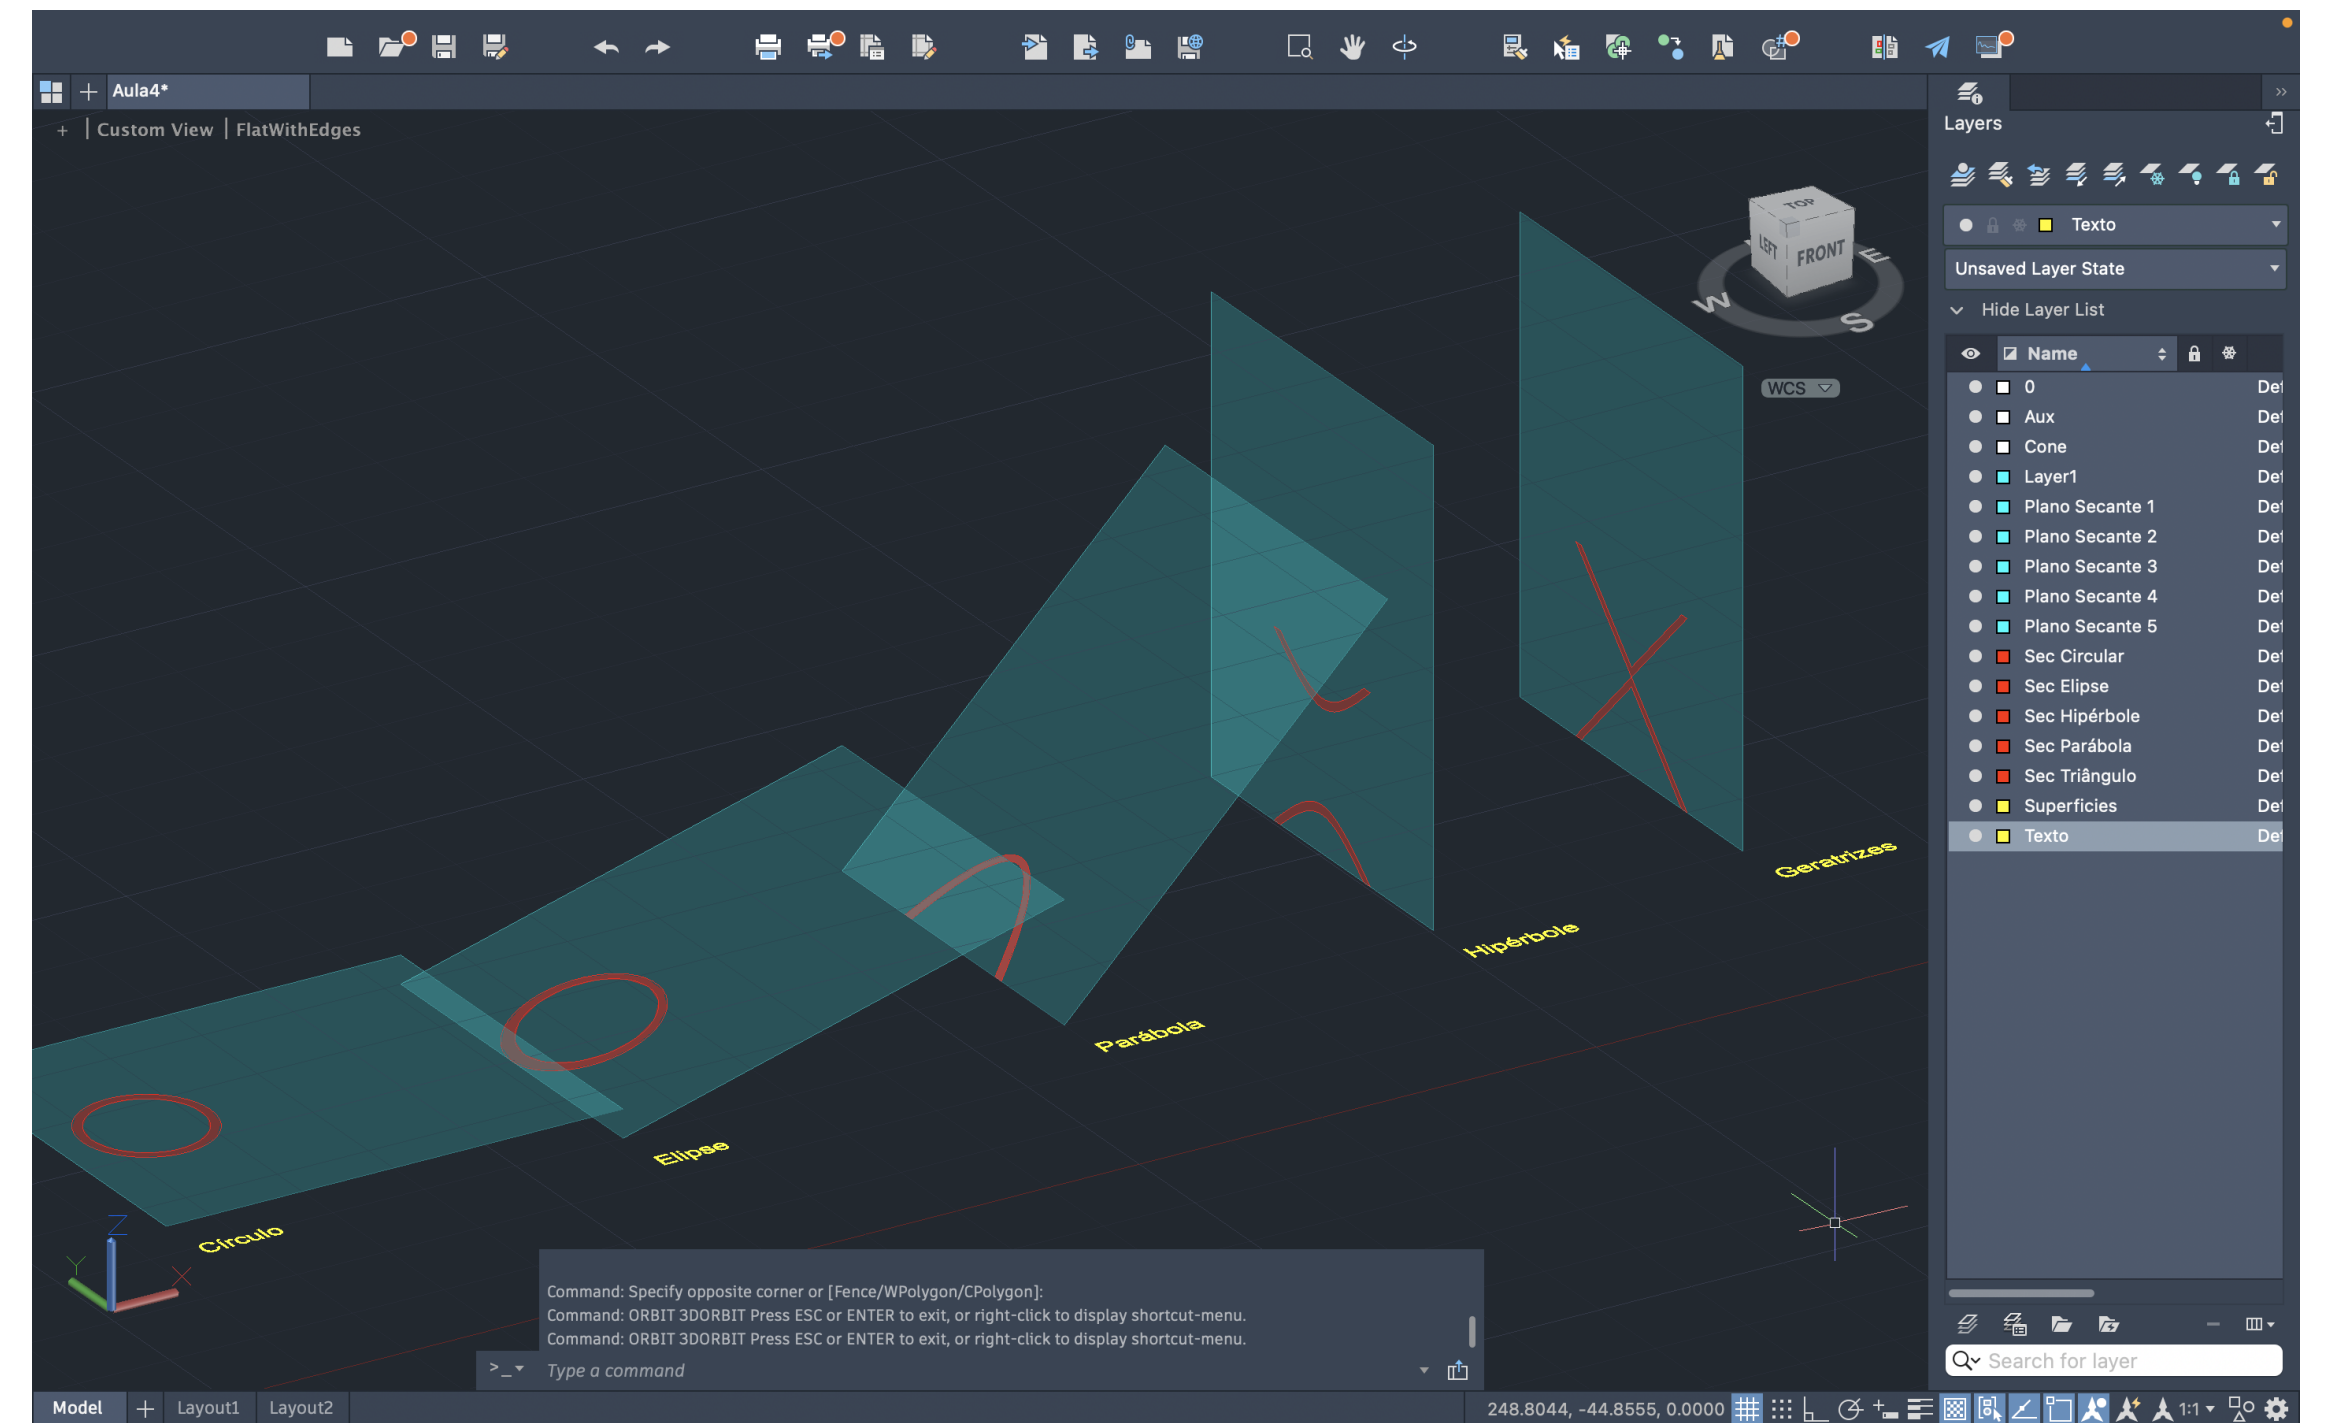 Aula4*
Custom View
FlatWithEdges
TOP
LEFT
FRONT
W
S
E
WCS
Geratrizes
Hipérbole
Parábola
Elipse
Círculo
Z
Y
X
Command: Specify opposite corner or [Fence/WPolygon/CPolygon]:
Command: ORBIT 3DORBIT Press ESC or ENTER to exit, or right-click to display shortcut-menu.
Command: ORBIT 3DORBIT Press ESC or ENTER to exit, or right-click to display shortcut-menu.
>_ Type a command
Layers
Texto
Unsaved Layer State
Hide Layer List
Name
0
Aux
Cone
Layer1
Plano Secante 1
Plano Secante 2
Plano Secante 3
Plano Secante 4
Plano Secante 5
Sec Circular
Sec Elipse
Sec Hipérbole
Sec Parábola
Sec Triângulo
Superficies
Texto
Search for layer
Model
Layout1
Layout2
248.8044, -44.8555, 0.0000
1:1